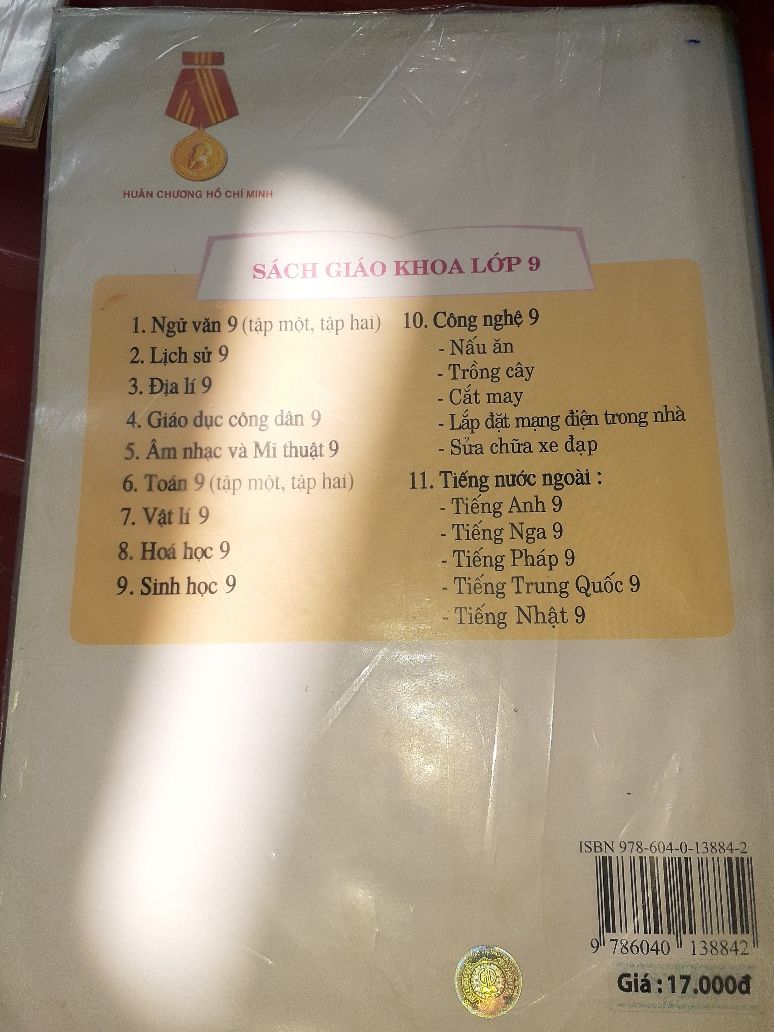 HUÂN CHƯƠNG HỒ CHÍ MINH
SÁCH GIÁO KHOA LỚP 9
1. Ngữ văn 9 (tập một, tập hai)
2. Lịch sử 9
3. Địa lí 9
4. Giáo dục công dân 9
5. Âm nhạc và Mĩ thuật 9
6. Toán 9 (tập một, tập hai)
7. Vật lí 9
8. Hoá học 9
9. Sinh học 9
10. Công nghệ 9
- Nấu ăn
- Trồng cây
- Cắt may
- Lắp đặt mạng điện trong nhà
- Sửa chữa xe đạp
11. Tiếng nước ngoài :
- Tiếng Anh 9
- Tiếng Nga 9
- Tiếng Pháp 9
- Tiếng Trung Quốc 9
- Tiếng Nhật 9
ISBN 978-604-0-13884-2
9 786040 138842
Giá : 17.000đ